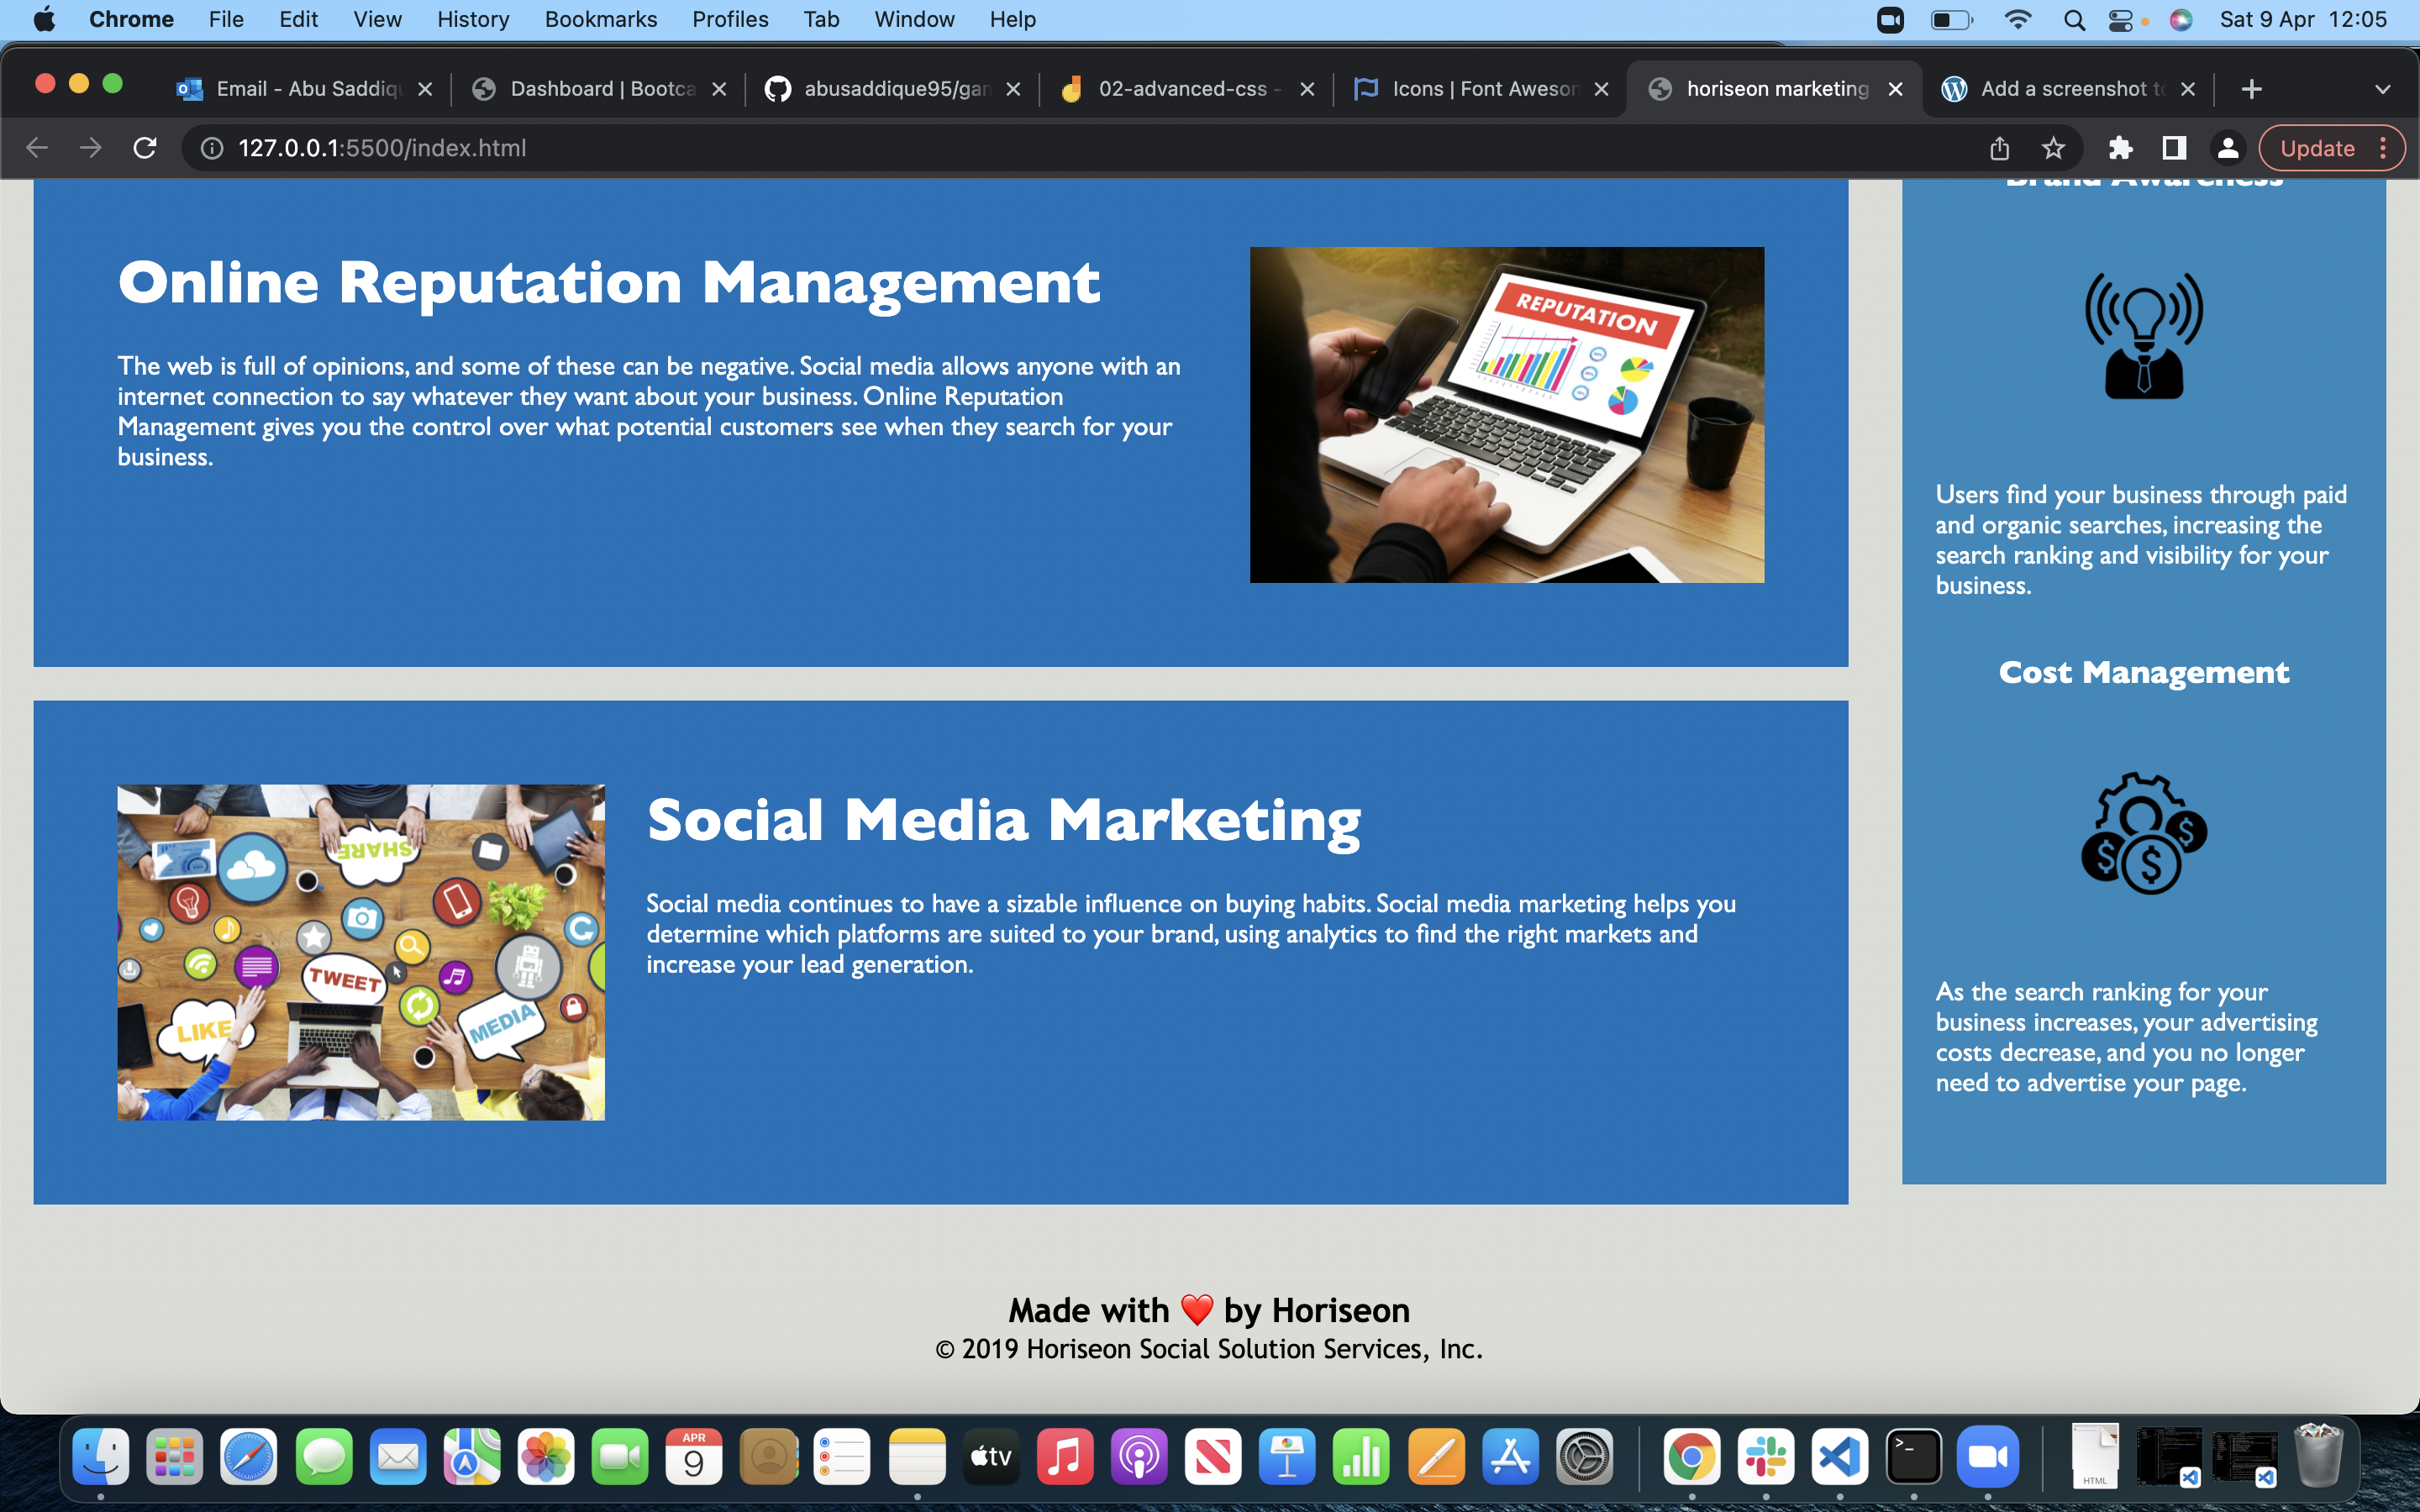 Chrome File Edit View History Bookmarks Profiles Tab Window Help Sat 9 Apr 12:05
Email - Abu Saddiq Dashboard | Bootca abusaddique95/gar 02-advanced-css - Icons | Font Aweson horiseon marketing Add a screenshot to
127.0.0.1:5500/index.html Update
Online Reputation Management
The web is full of opinions, and some of these can be negative. Social media allows anyone with an
internet connection to say whatever they want about your business. Online Reputation
Management gives you the control over what potential customers see when they search for your
business.
REPUTATION
Brand Awareness
Users find your business through paid
and organic searches, increasing the
search ranking and visibility for your
business.
Cost Management
$ $ $
As the search ranking for your
business increases, your advertising
costs decrease, and you no longer
need to advertise your page.
SHARE
TWEET
LIKE
MEDIA
Social Media Marketing
Social media continues to have a sizable influence on buying habits. Social media marketing helps you
determine which platforms are suited to your brand, using analytics to find the right markets and
increase your lead generation.
Made with ❤️ by Horiseon
© 2019 Horiseon Social Solution Services, Inc.
APR
9
tv
HTML